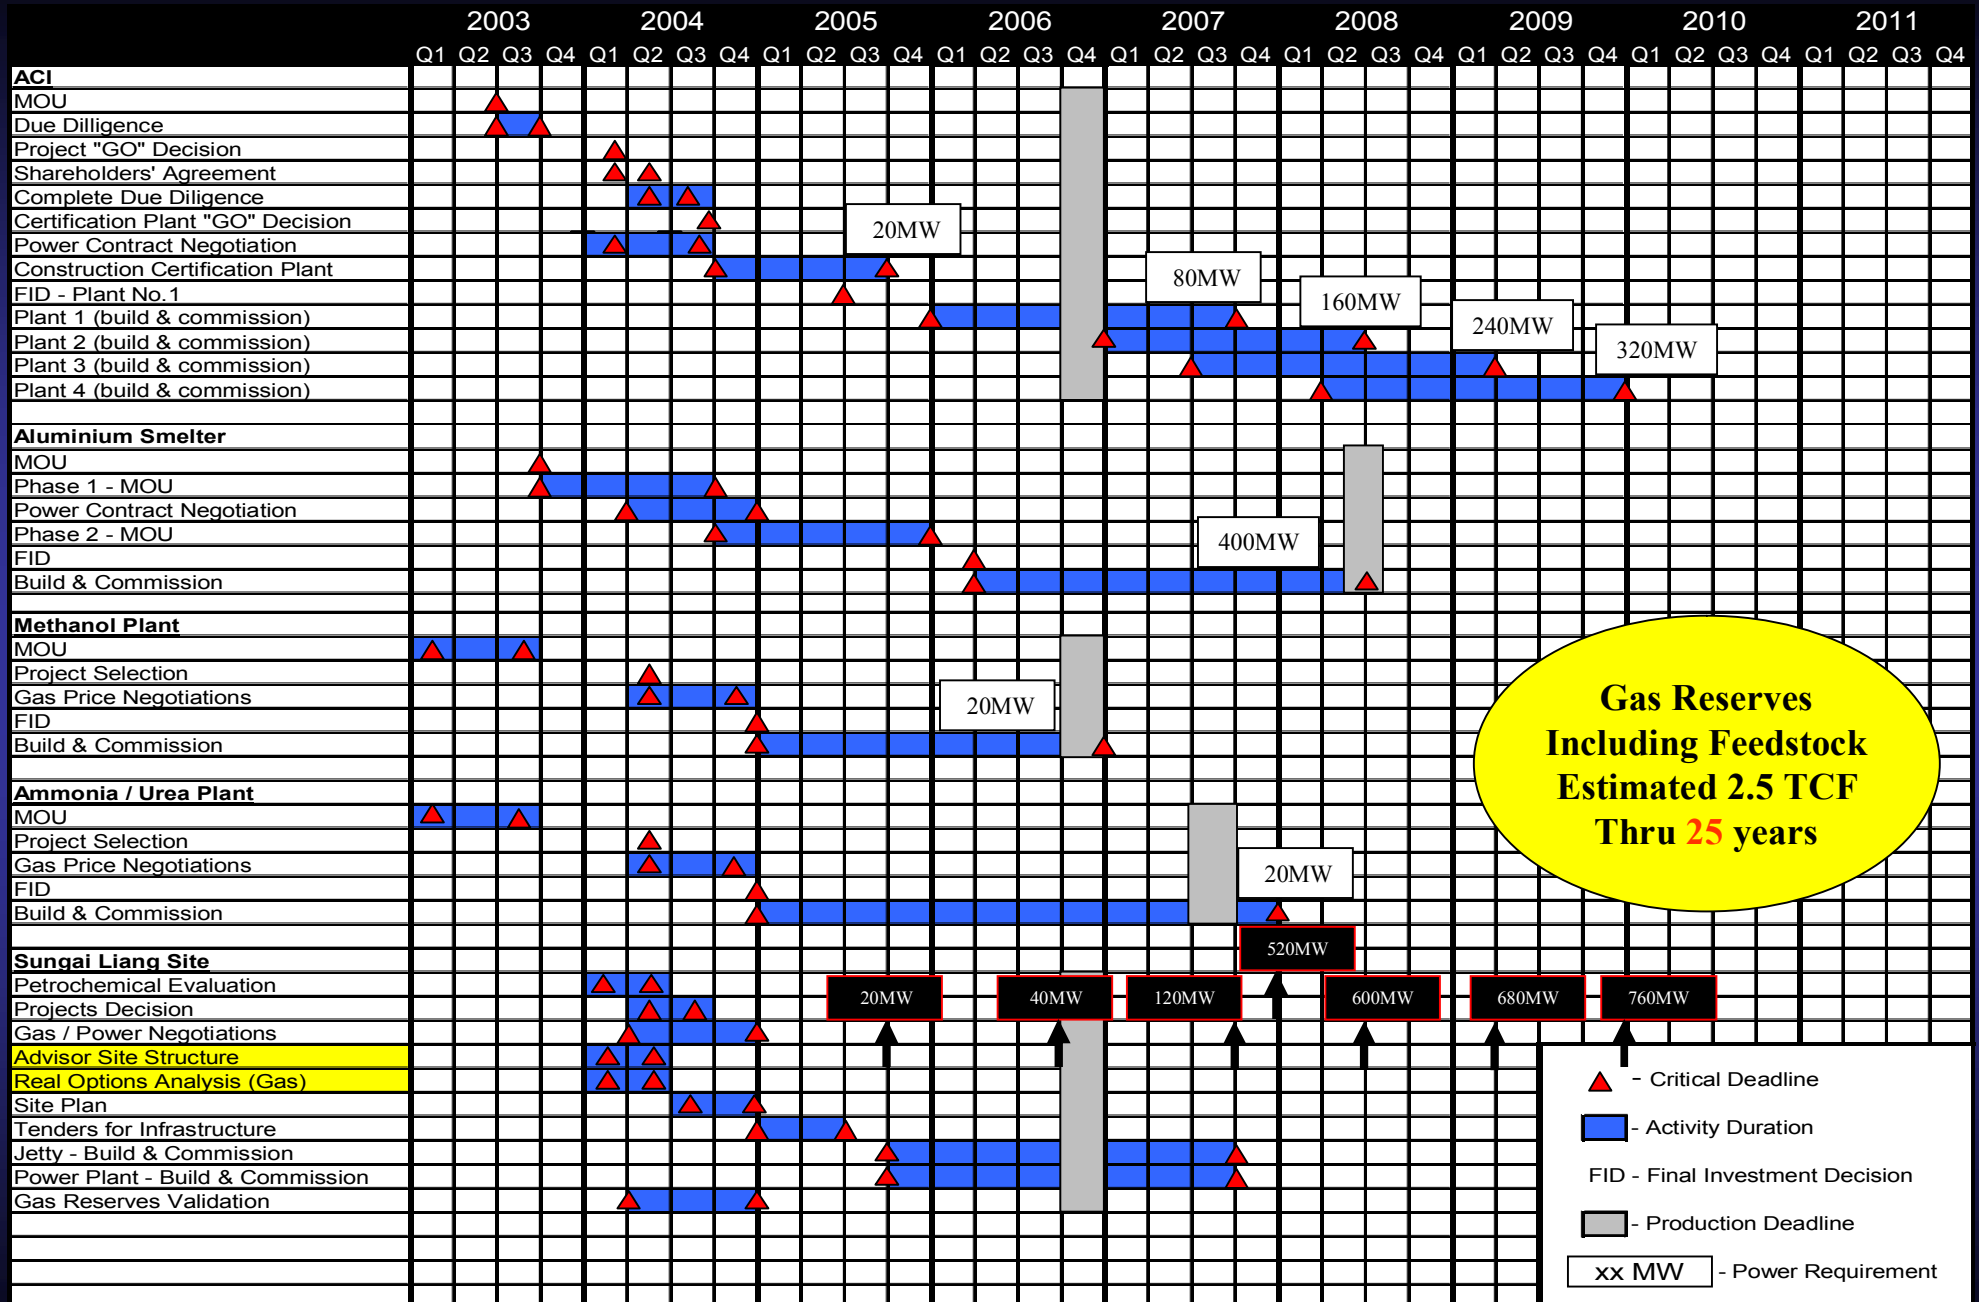 2003 2004 2005 2006 2007 2008 2009 2010 2011
Q1 Q2 Q3 Q4 Q1 Q2 Q3 Q4 Q1 Q2 Q3 Q4 Q1 Q2 Q3 Q4 Q1 Q2 Q3 Q4 Q1 Q2 Q3 Q4 Q1 Q2 Q3 Q4 Q1 Q2 Q3 Q4 Q1 Q2 Q3 Q4
ACI
MOU
Due Dilligence
Project "GO" Decision
Shareholders' Agreement
Complete Due Diligence
Certification Plant "GO" Decision
20MW
Power Contract Negotiation
Construction Certification Plant
80MW
FID - Plant No.1
160MW
Plant 1 (build & commission)
240MW
Plant 2 (build & commission)
320MW
Plant 3 (build & commission)
Plant 4 (build & commission)
Aluminium Smelter
MOU
Phase 1 - MOU
Power Contract Negotiation
Phase 2 - MOU
400MW
FID
Build & Commission
Methanol Plant
MOU
Project Selection
Gas Price Negotiations
20MW
FID
Build & Commission
Gas Reserves
Including Feedstock
Estimated 2.5 TCF
Thru 25 years
Ammonia / Urea Plant
MOU
Project Selection
Gas Price Negotiations
20MW
FID
Build & Commission
520MW
Sungai Liang Site
Petrochemical Evaluation
20MW 40MW 120MW 600MW 680MW 760MW
Projects Decision
Gas / Power Negotiations
Advisor Site Structure
Real Options Analysis (Gas)
Site Plan
Tenders for Infrastructure
Jetty - Build & Commission
Power Plant - Build & Commission
Gas Reserves Validation
- Critical Deadline
- Activity Duration
FID - Final Investment Decision
- Production Deadline
xx MW - Power Requirement